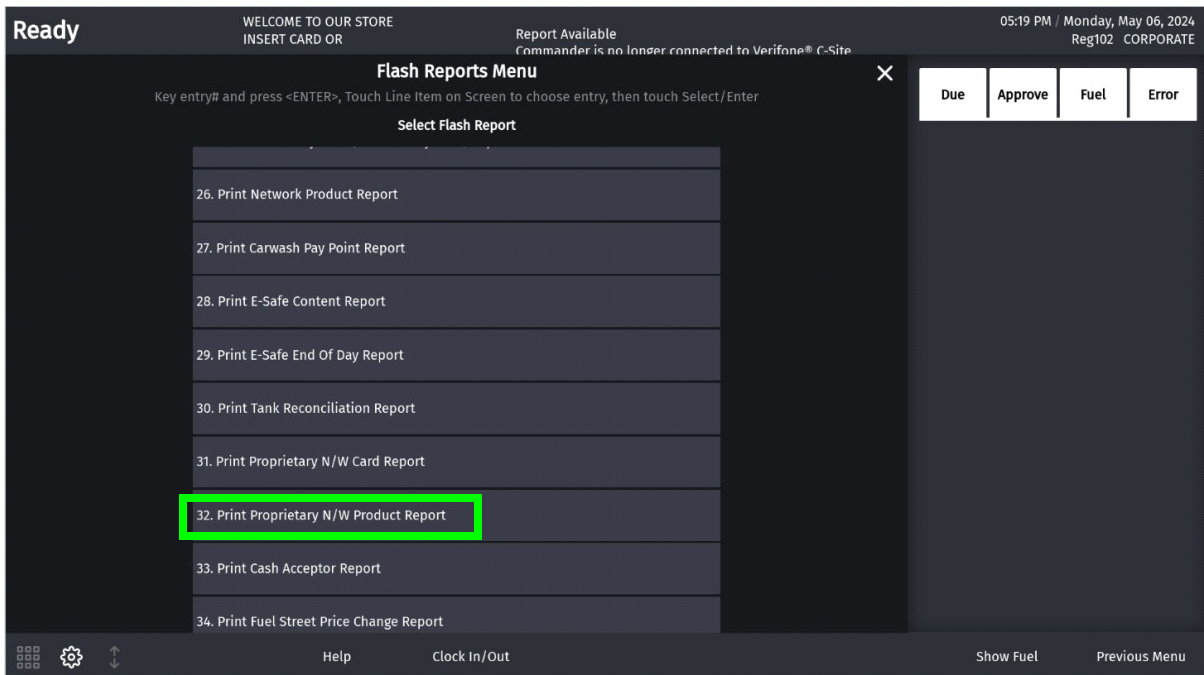 Ready
WELCOME TO OUR STORE
INSERT CARD OR
Report Available
Commander is no longer connected to Verifone® C-Site
05:19 PM / Monday, May 06, 2024
Reg102 CORPORATE
Flash Reports Menu
Key entry# and press <ENTER>, Touch Line Item on Screen to choose entry, then touch Select/Enter
Select Flash Report
26. Print Network Product Report
27. Print Carwash Pay Point Report
28. Print E-Safe Content Report
29. Print E-Safe End Of Day Report
30. Print Tank Reconciliation Report
31. Print Proprietary N/W Card Report
32. Print Proprietary N/W Product Report
33. Print Cash Acceptor Report
34. Print Fuel Street Price Change Report
Due Approve Fuel Error
Help Clock In/Out Show Fuel Previous Menu